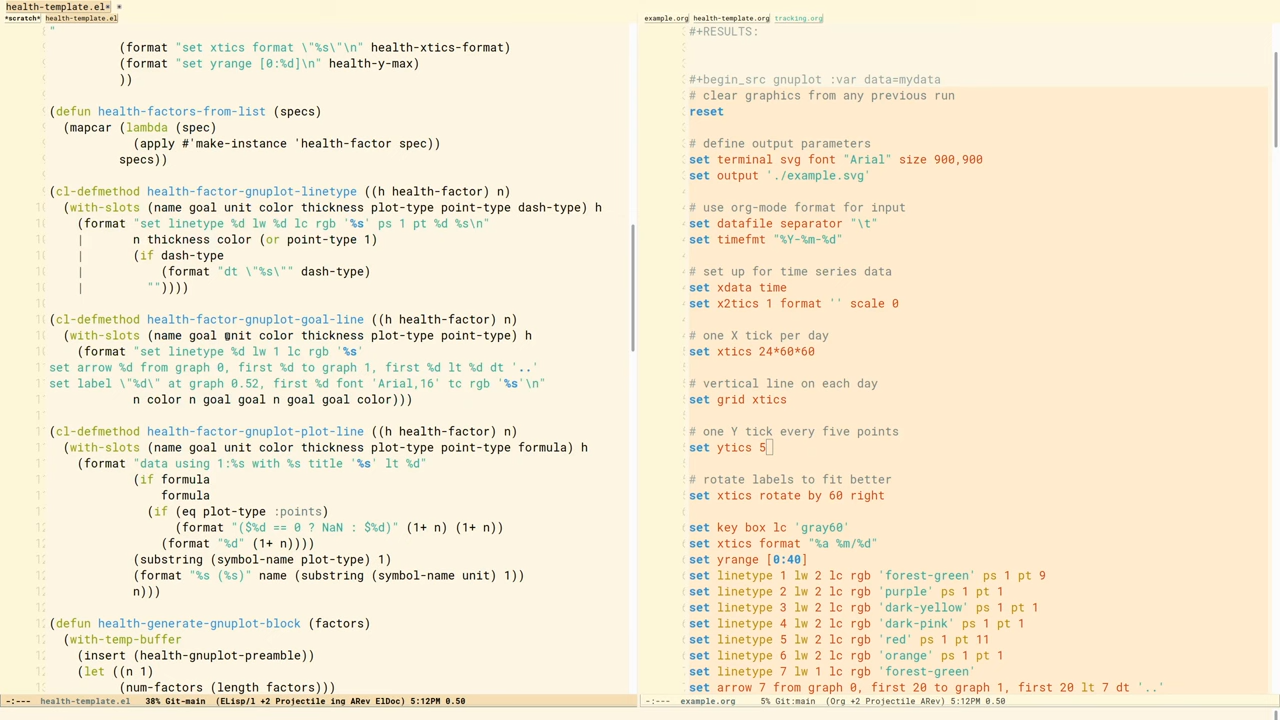 health-template.el* *
*scratch* health-template.el
"
(format "set xtics format \"%s\"\n" health-xtics-format)
(format "set yrange [0:%d]\n" health-y-max)
))
(defun health-factors-from-list (specs)
(mapcar (lambda (spec)
(apply #'make-instance 'health-factor spec))
specs))
(cl-defmethod health-factor-gnuplot-linetype ((h health-factor) n)
(with-slots (name goal unit color thickness plot-type point-type dash-type) h
(format "set linetype %d lw %d lc rgb '%s' ps 1 pt %d %s\n"
| n thickness color (or point-type 1)
| (if dash-type
| (format "dt \"%s\"" dash-type)
| ""))))
(cl-defmethod health-factor-gnuplot-goal-line ((h health-factor) n)
(with-slots (name goal unit color thickness plot-type point-type) h
(format "set linetype %d lw 1 lc rgb '%s'
set arrow %d from graph 0, first %d to graph 1, first %d lt %d dt '..'
set label \"%d\" at graph 0.52, first %d font 'Arial,16' tc rgb '%s'\n"
n color n goal goal n goal goal color)))
(cl-defmethod health-factor-gnuplot-plot-line ((h health-factor) n)
(with-slots (name goal unit color thickness plot-type point-type formula) h
(format "data using 1:%s with %s title '%s' lt %d"
(if formula
formula
(if (eq plot-type :points)
(format "($%d == 0 ? NaN : $%d)" (1+ n) (1+ n))
(format "%d" (1+ n))))
(substring (symbol-name plot-type) 1)
(format "%s (%s)" name (substring (symbol-name unit) 1))
n)))
(defun health-generate-gnuplot-block (factors)
(with-temp-buffer
(insert (health-gnuplot-preamble))
(let ((n 1)
(num-factors (length factors)))
-:--- health-template.el 38% Git-main (ELisp/l +2 Projectile ing ARev ElDoc) 5:12PM 0.50
example.org health-template.org tracking.org
#+RESULTS:
#+begin_src gnuplot :var data=mydata
# clear graphics from any previous run
reset
# define output parameters
set terminal svg font "Arial" size 900,900
set output './example.svg'
# use org-mode format for input
set datafile separator "\t"
set timefmt "%Y-%m-%d"
# set up for time series data
set xdata time
set x2tics 1 format '' scale 0
# one X tick per day
set xtics 24*60*60
# vertical line on each day
set grid xtics
# one Y tick every five points
set ytics 5
# rotate labels to fit better
set xtics rotate by 60 right
set key box lc 'gray60'
set xtics format "%a %m/%d"
set yrange [0:40]
set linetype 1 lw 2 lc rgb 'forest-green' ps 1 pt 9
set linetype 2 lw 2 lc rgb 'purple' ps 1 pt 1
set linetype 3 lw 2 lc rgb 'dark-yellow' ps 1 pt 1
set linetype 4 lw 2 lc rgb 'dark-pink' ps 1 pt 1
set linetype 5 lw 2 lc rgb 'red' ps 1 pt 11
set linetype 6 lw 2 lc rgb 'orange' ps 1 pt 1
set linetype 7 lw 1 lc rgb 'forest-green'
set arrow 7 from graph 0, first 20 to graph 1, first 20 lt 7 dt '..'
-:--- example.org 5% Git:main (Org +2 Projectile ARev) 5:12PM 0.50